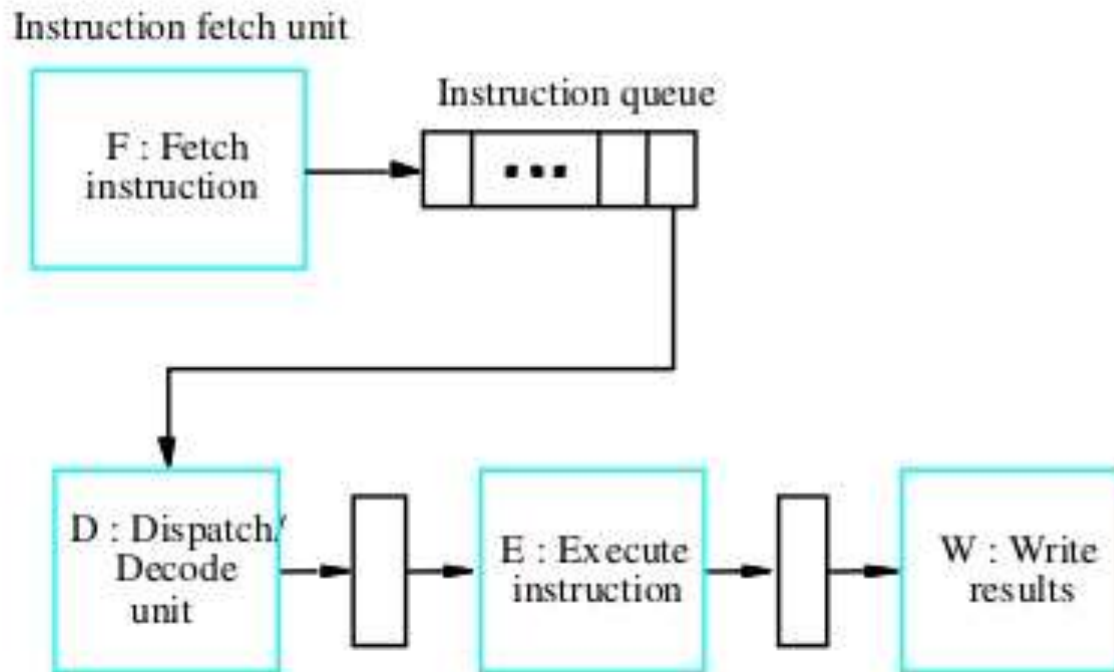 Instruction fetch unit
F : Fetch
instruction
Instruction queue
D : Dispatch/
Decode
unit
E : Execute
instruction
W : Write
results